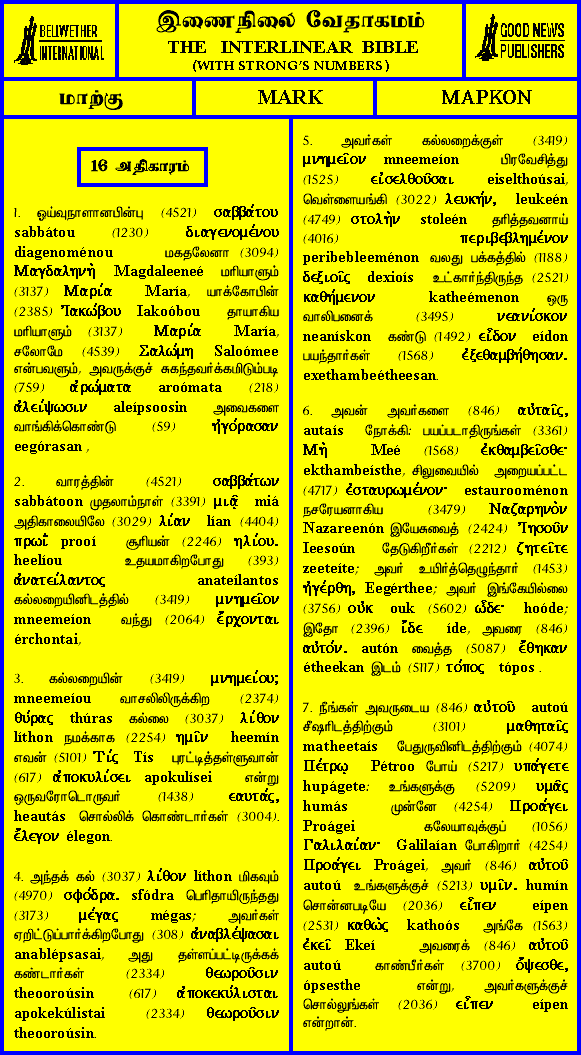 BELLWETHER
INTERNATIONAL
இணைநிலை வேதாகமம்
THE INTERLINEAR BIBLE
(WITH STRONG'S NUMBERS)
GOOD NEWS
PUBLISHERS
மாற்கு
MARK
ΜΑΡΚΟΝ
16 அதிகாரம்
1. ஓய்வுநாளானபின்பு (4521) σαββάτου
sabbátou (1230) διαγενομένου
diagenoménou மகதலேனா (3094)
Μαγδαληνὴ Magdaleeneé மரியாளும்
(3137) Μαρία María, யாக்கோபின்
(2385) Ἰακώβου Iakoóbou தாயாகிய
மரியாளும் (3137) Μαρία María,
சலோமே (4539) Σαλώμη Saloómee
என்பவளும், அவருக்குச் சுகந்தவர்க்கமிடும்படி
(759) ἀρώματα aroómata (218)
ἀλείψωσιν aleípsoosin அவைகளை
வாங்கிக்கொண்டு (59) ἠγόρασαν
eegórasan ,
2. வாரத்தின் (4521) σαββάτων
sabbátoon முதலாம்நாள் (3391) μιᾷ miá
அதிகாலையிலே (3029) λίαν lían (4404)
πρωῒ prooí சூரியன் (2246) ηλίου.
heelíou உதயமாகிறபோது (393)
ἀνατείλαντος anateílantos
கல்லறையினிடத்தில் (3419) μνημεῖον
mneemeíon வந்து (2064) ἔρχονται
érchontai,
3. கல்லறையின் (3419) μνημείου;
mneemeíou வாசலிலிருக்கிற (2374)
θύρας thúras கல்லை (3037) λίθον
líthon நமக்காக (2254) ημῖν heemín
எவன் (5101) Τίς Tís புரட்டித்தள்ளுவான்
(617) ἀποκυλίσει apokulísei என்று
ஒருவரோடொருவர் (1438) εαυτάς,
heautás சொல்லிக் கொண்டார்கள் (3004).
ἔλεγον élegon.
4. அந்தக் கல் (3037) λίθον líthon மிகவும்
(4970) σφόδρα. sfódra பெரிதாயிருந்தது
(3173) μέγας mégas; அவர்கள்
ஏறிட்டுப்பார்க்கிறபோது (308) ἀναβλέψασαι
anablépsasai, அது தள்ளப்பட்டிருக்கக்
கண்டார்கள் (2334) θεωροῦσιν
theooroúsin (617) ἀποκεκύλισται
apokekúlistai (2334) θεωροῦσιν
theooroúsin.
5. அவர்கள் கல்லறைக்குள் (3419)
μνημεῖον mneemeíon பிரவேசித்து
(1525) εἰσελθοῦσαι eiselthoúsai,
வெள்ளையங்கி (3022) λευκήν, leukeén
(4749) στολὴν stoleén தரித்தவனாய்
(4016) περιβεβλημένον
peribebleeménon வலது பக்கத்தில் (1188)
δεξιοῖς dexioís உட்கார்ந்திருந்த (2521)
καθήμενον katheémenon ஒரு
வாலிபனைக் (3495) νεανίσκον
neanískon கண்டு (1492) εἶδον eídon
பயந்தார்கள் (1568) ἐξεθαμβήθησαν.
exethambeétheesan.
6. அவன் அவர்களை (846) αὐταῖς,
autaís நோக்கி: பயப்படாதிருங்கள் (3361)
Μὴ Meé (1568) ἐκθαμβεῖσθε·
ekthambeísthe, சிலுவையில் அறையப்பட்ட
(4717) ἐσταυρωμένον· estaurooménon
நசரேயனாகிய (3479) Ναζαρηνὸν
Nazareenón இயேசுவைத் (2424) Ἰησοῦν
Ieesoún தேடுகிறீர்கள் (2212) ζητεῖτε
zeeteíte; அவர் உயிர்த்தெழுந்தார் (1453)
ἠγέρθη, Eegérthee; அவர் இங்கேயில்லை
(3756) οὐκ ouk (5602) ὧδε· hoóde;
இதோ (2396) ἴδε íde, அவரை (846)
αὐτόν. autón வைத்த (5087) ἔθηκαν
étheekan இடம் (5117) τόπος tópos .
7. நீங்கள் அவருடைய (846) αὐτοῦ autoú
சீஷரிடத்திற்கும் (3101) μαθηταῖς
matheetaís பேதுருவினிடத்திற்கும் (4074)
Πέτρῳ Pétroo போய் (5217) υπάγετε
hupágete: உங்களுக்கு (5209) υμᾶς
humás முன்னே (4254) Προάγει
Proágei கலிலேயாவுக்குப் (1056)
Γαλιλαίαν· Galilaían போகிறார் (4254)
Προάγει Proágei, அவர் (846) αὐτοῦ
autoú உங்களுக்குச் (5213) υμῖν. humín
சொன்னபடியே (2036) εἶπεν eípen
(2531) καθὼς kathoós அங்கே (1563)
ἐκεῖ Ekeí அவரைக் (846) αὐτοῦ
autoú காண்பீர்கள் (3700) ὄψεσθε,
ópsesthe என்று, அவர்களுக்குச்
சொல்லுங்கள் (2036) εἶπεν eípen
என்றான்.